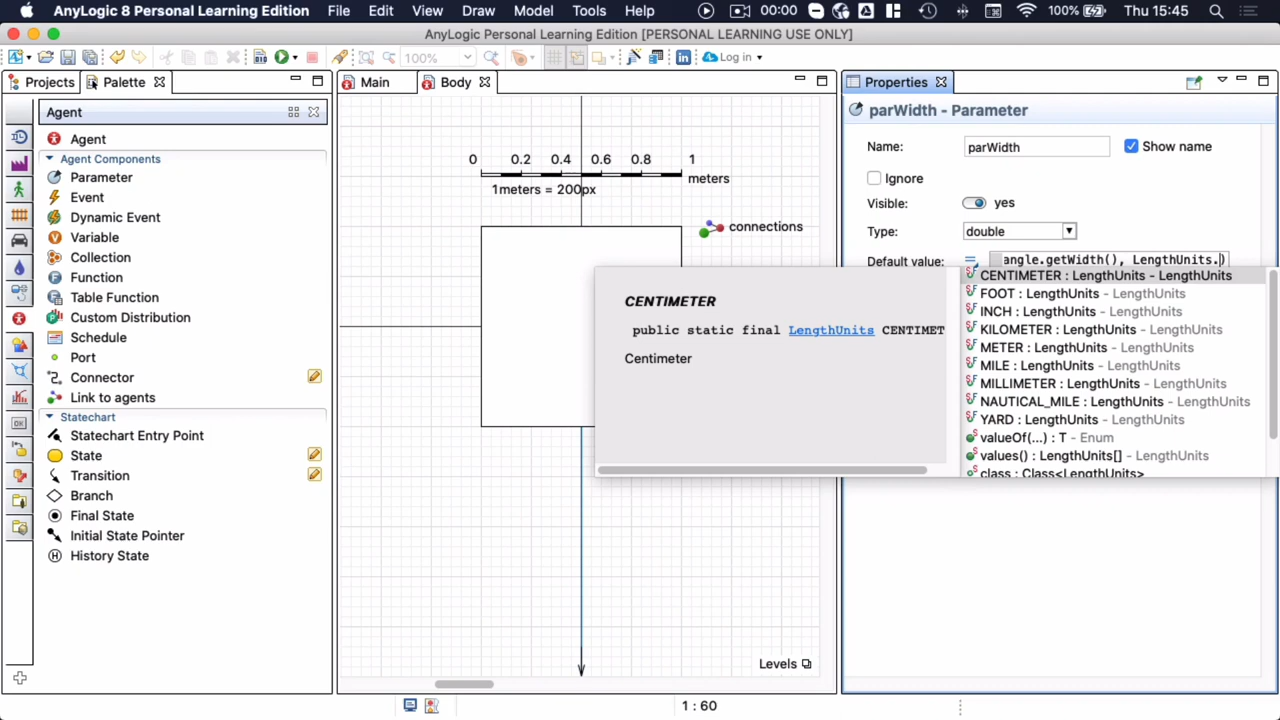 AnyLogic 8 Personal Learning Edition File Edit View Draw Model Tools Help 00:00 100% Thu 15:45
AnyLogic Personal Learning Edition [PERSONAL LEARNING USE ONLY]
100% Log in
Projects Palette
Main Body
Properties
Agent
Agent
Agent Components
Parameter
Event
Dynamic Event
Variable
Collection
Function
Table Function
Custom Distribution
Schedule
Port
Connector
Link to agents
Statechart
Statechart Entry Point
State
Transition
Branch
Final State
Initial State Pointer
History State
0 0.2 0.4 0.6 0.8 1
meters
1meters = 200px
connections
Levels
parWidth - Parameter
Name: parWidth Show name
Ignore
Visible: yes
Type: double
Default value: angle.getWidth(), LengthUnits.)
CENTIMETER
public static final LengthUnits CENTIMET
Centimeter
CENTIMETER : LengthUnits - LengthUnits
FOOT : LengthUnits - LengthUnits
INCH : LengthUnits - LengthUnits
KILOMETER : LengthUnits - LengthUnits
METER : LengthUnits - LengthUnits
MILE : LengthUnits - LengthUnits
MILLIMETER : LengthUnits - LengthUnits
NAUTICAL_MILE : LengthUnits - LengthUnits
YARD : LengthUnits - LengthUnits
valueOf(...) : T - Enum
values() : LengthUnits[] - LengthUnits
class : Class<LengthUnits>
1 : 60